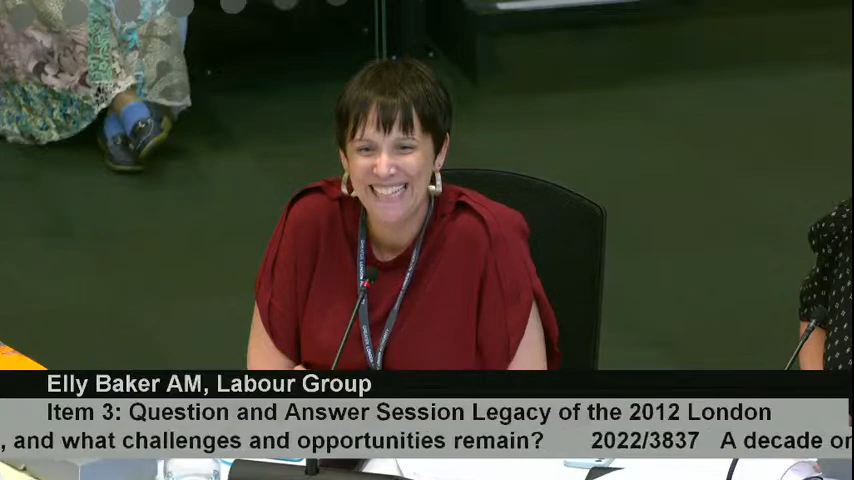 Elly Baker AM, Labour Group
Item 3: Question and Answer Session Legacy of the 2012 London
, and what challenges and opportunities remain? 2022/3837 A decade on